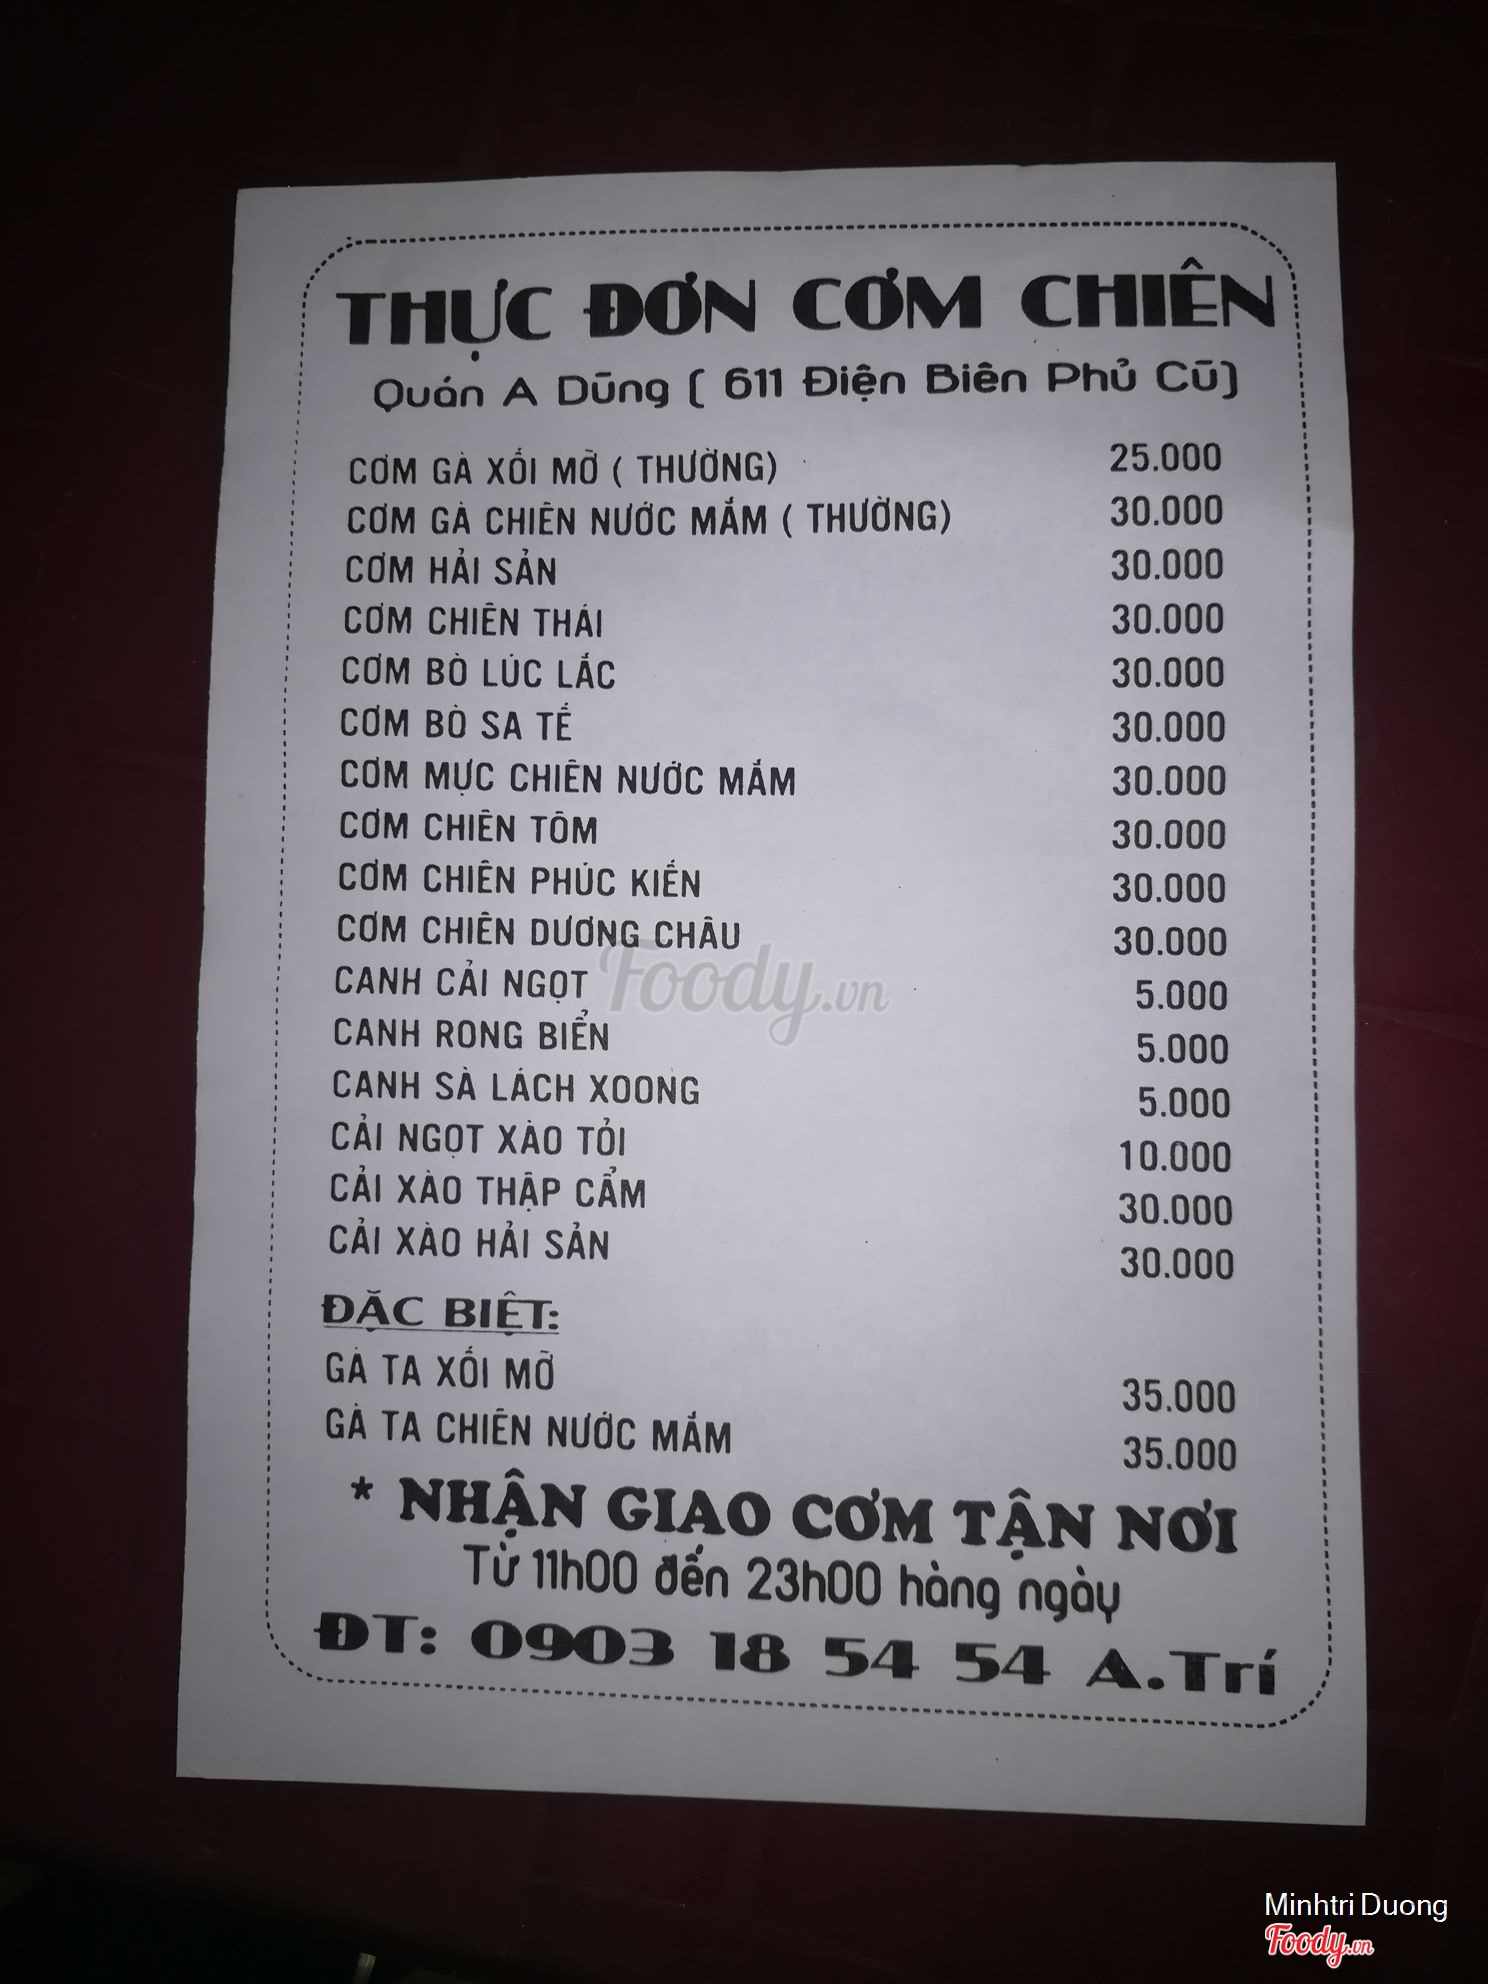 THỰC ĐƠN CƠM CHIÊN
Quán A Dũng ( 611 Điện Biên Phủ Cũ)
CƠM GÀ XỐI MỠ ( THƯỜNG) 25.000
CƠM GÀ CHIÊN NƯỚC MẮM ( THƯỜNG) 30.000
CƠM HẢI SẢN 30.000
CƠM CHIÊN THÁI 30.000
CƠM BÒ LÚC LẮC 30.000
CƠM BÒ SA TẾ 30.000
CƠM MỰC CHIÊN NƯỚC MẮM 30.000
CƠM CHIÊN TÔM 30.000
CƠM CHIÊN PHÚC KIẾN 30.000
CƠM CHIÊN DƯƠNG CHÂU 30.000
CANH CẢI NGỌT 5.000
CANH RONG BIỂN 5.000
CANH SÀ LÁCH XOONG 5.000
CẢI NGỌT XÀO TỎI 10.000
CẢI XÀO THẬP CẨM 30.000
CẢI XÀO HẢI SẢN 30.000
ĐẶC BIỆT:
GÀ TA XỐI MỠ 35.000
GÀ TA CHIÊN NƯỚC MẮM 35.000
* NHẬN GIAO CƠM TẬN NƠI
Từ 11h00 đến 23h00 hàng ngày
ĐT: 0903 18 54 54 A.Trí
Foody.vn
Minhtri Duong
Foody.vn